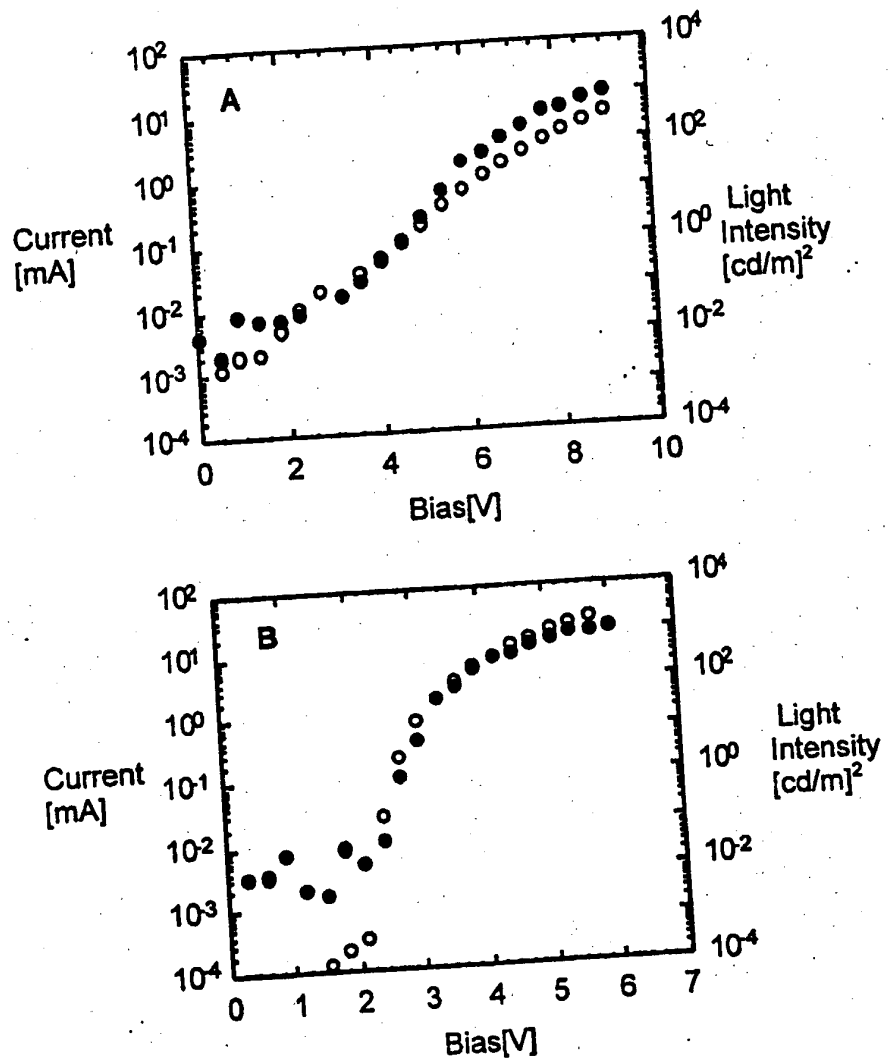 A
10²
10¹
10⁰
10⁻¹
10⁻²
10⁻³
10⁻⁴
Current
[mA]
10⁴
10²
10⁰
10⁻²
10⁻⁴
Light
Intensity
[cd/m]²
0 2 4 6 8 10
Bias[V]
B
10²
10¹
10⁰
10⁻¹
10⁻²
10⁻³
10⁻⁴
Current
[mA]
10⁴
10²
10⁰
10⁻²
10⁻⁴
Light
Intensity
[cd/m]²
0 1 2 3 4 5 6 7
Bias[V]